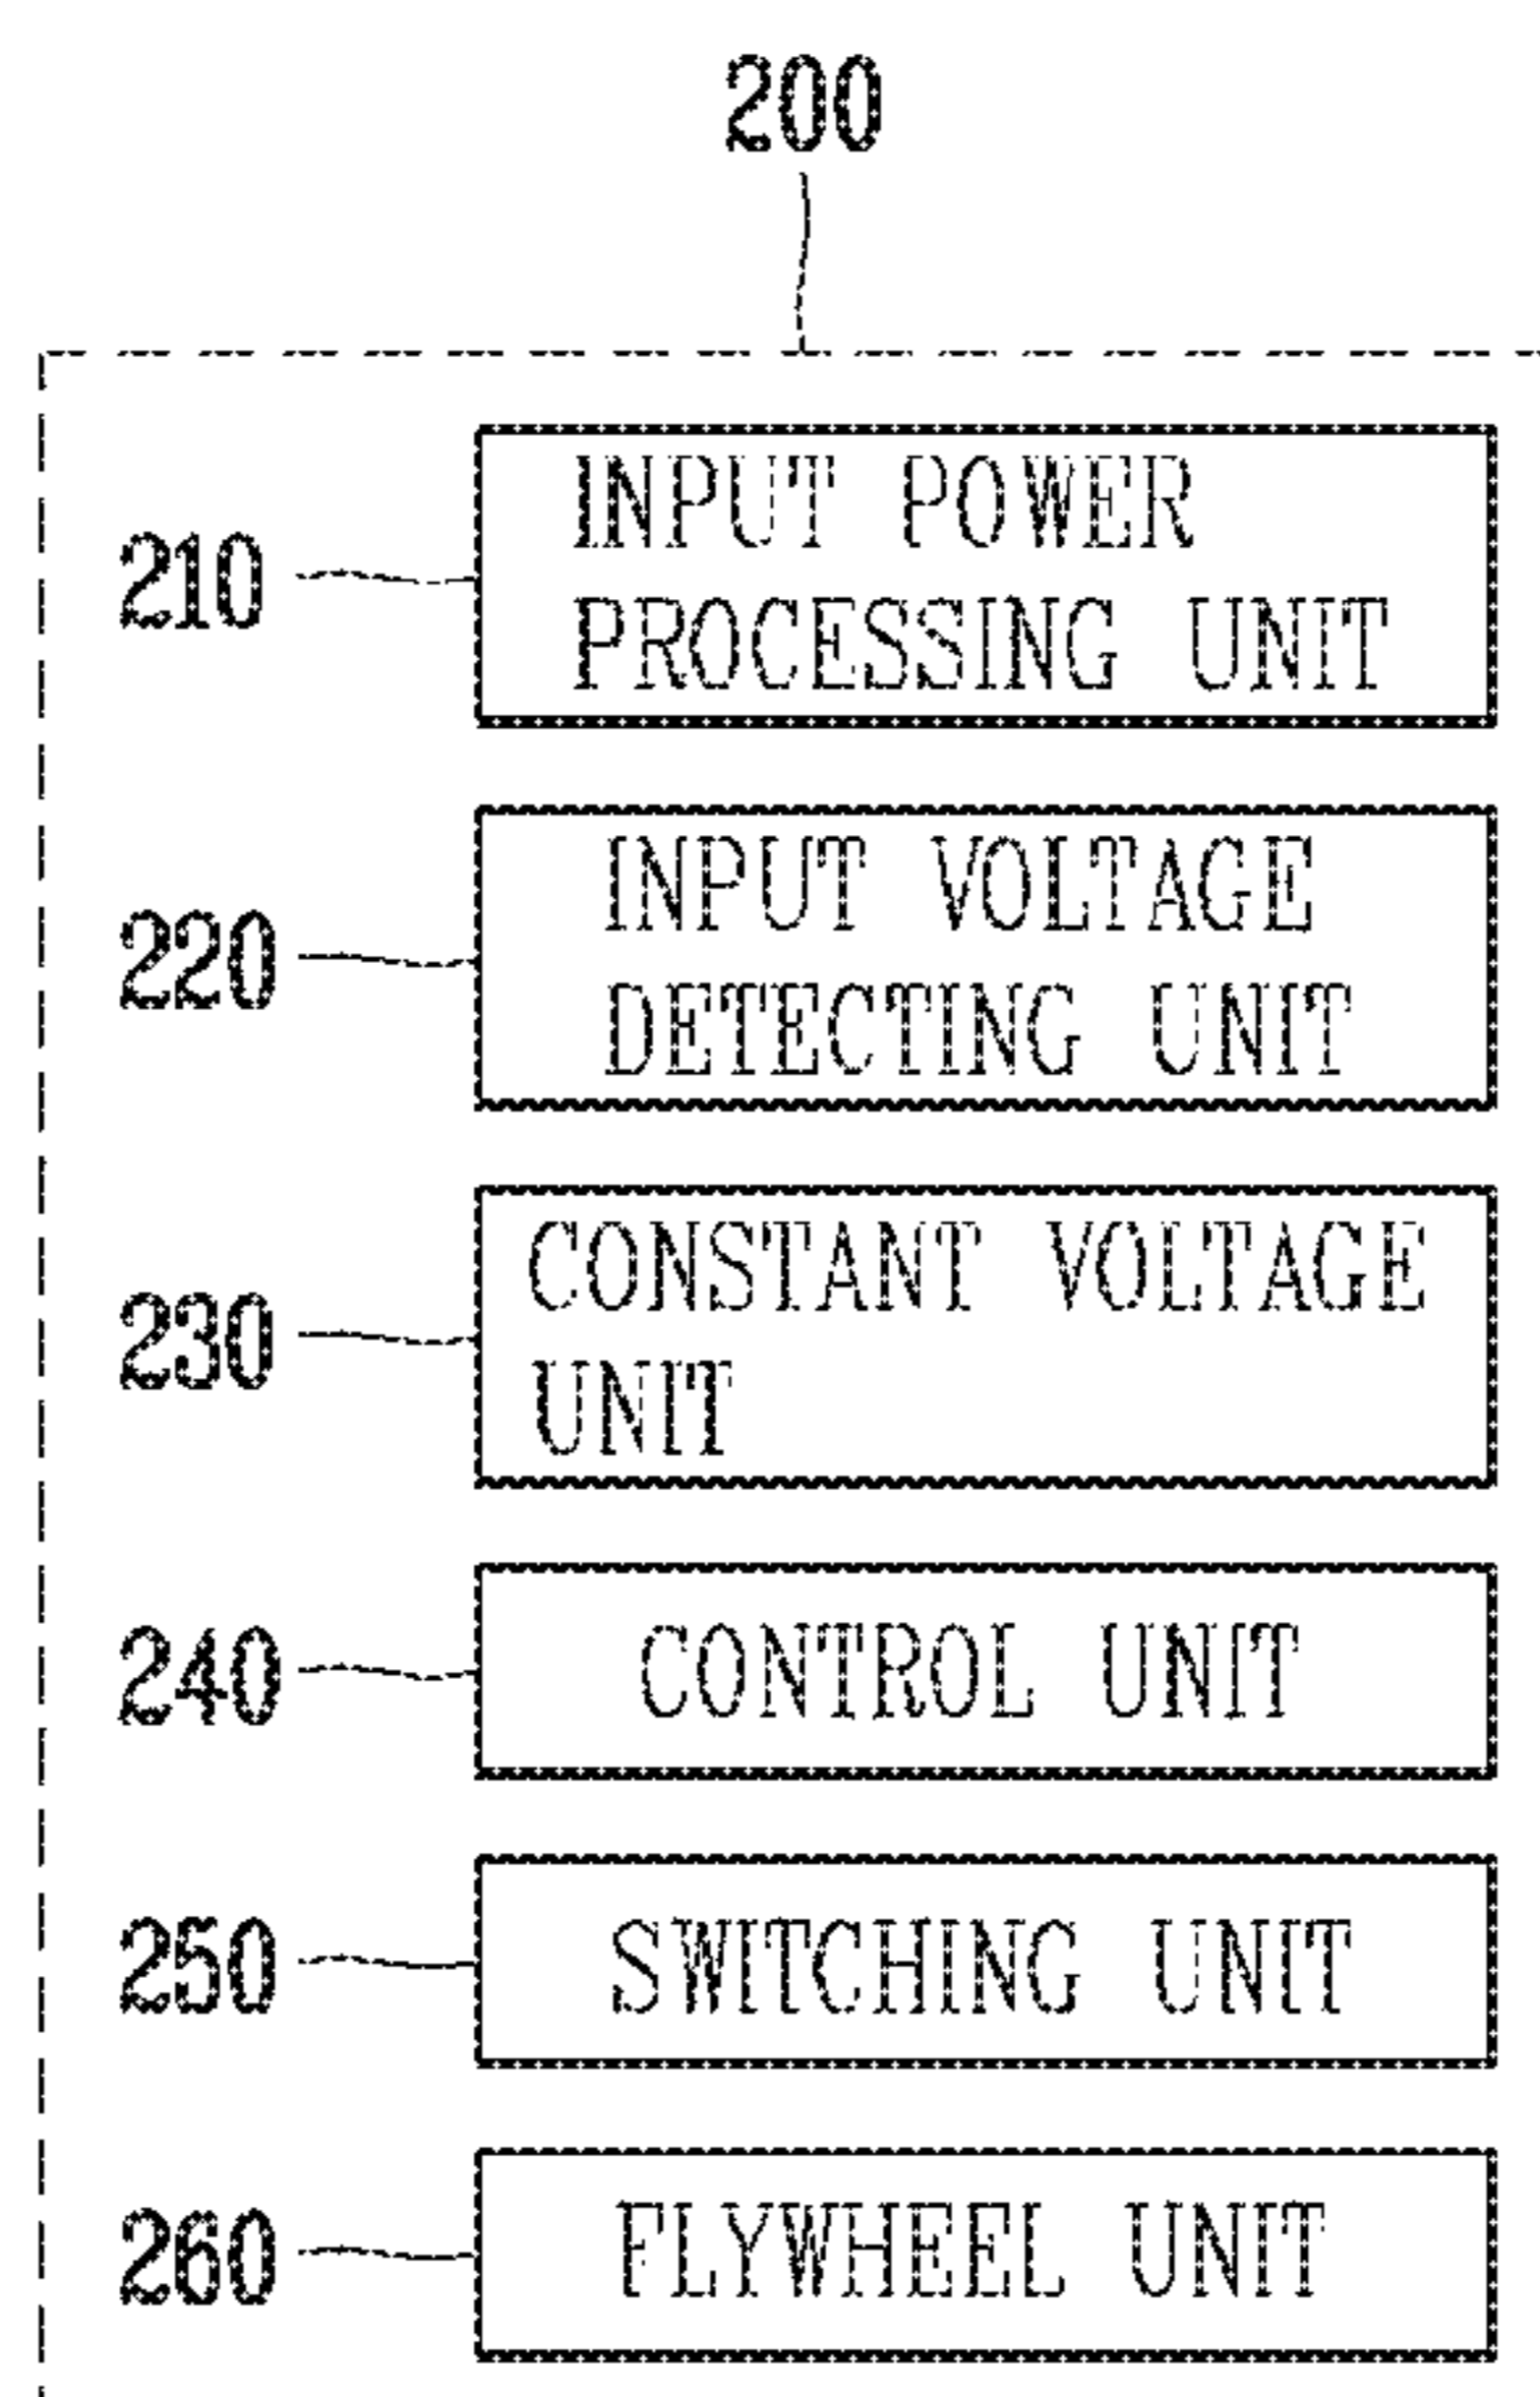 200
210
INPUT POWER
PROCESSING UNIT
220
INPUT VOLTAGE
DETECTING UNIT
230
CONSTANT VOLTAGE
UNIT
240
CONTROL UNIT
250
SWITCHING UNIT
260
FLYWHEEL UNIT